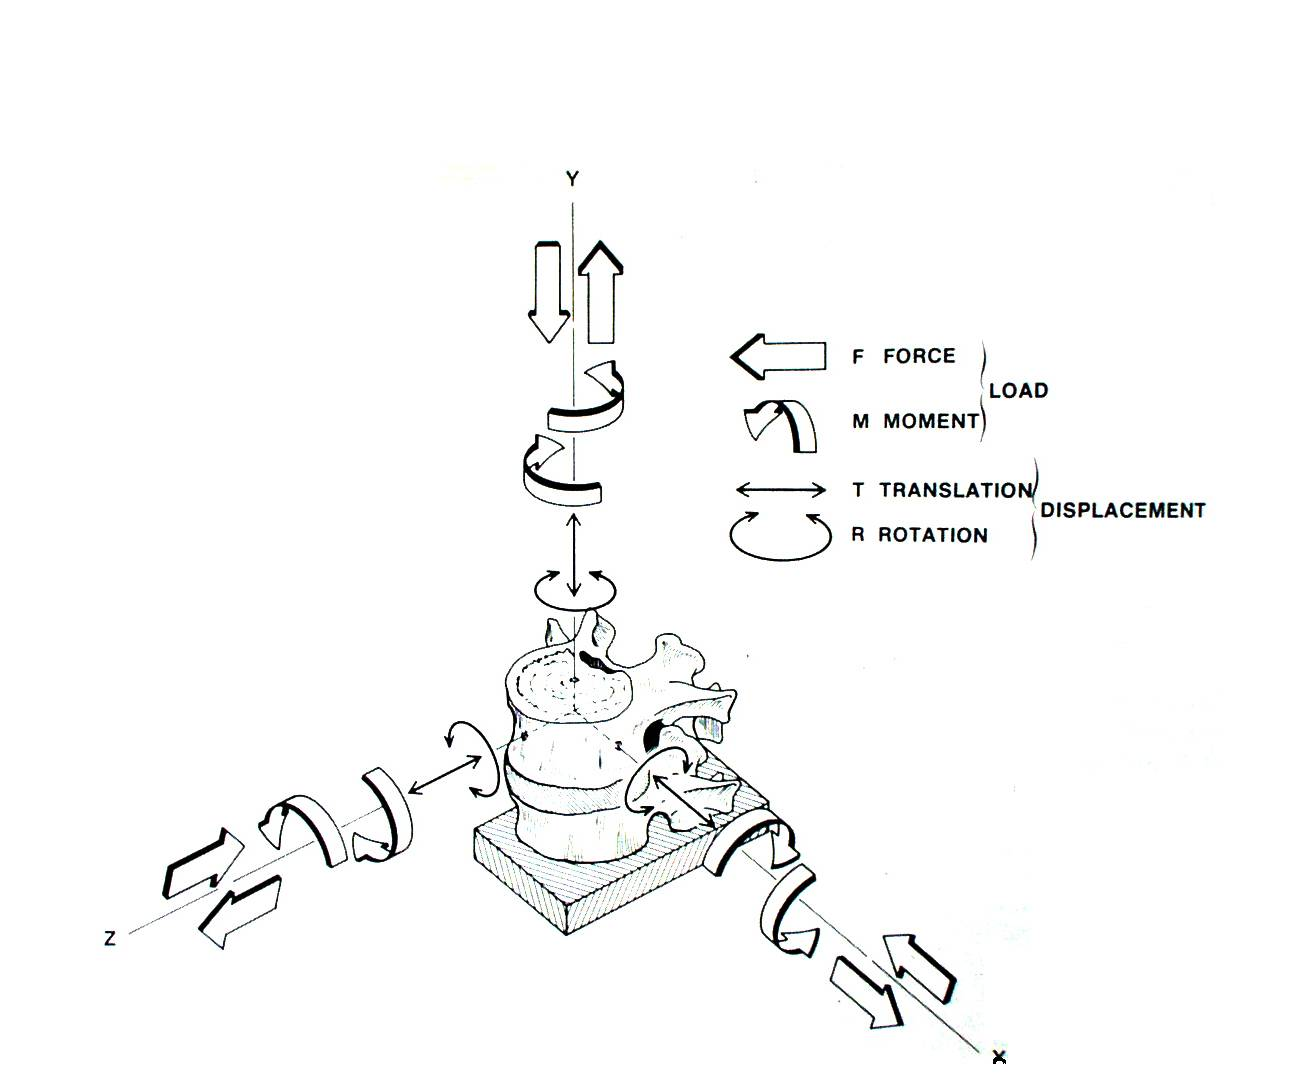 Y
F FORCE
LOAD
M MOMENT
T TRANSLATION
DISPLACEMENT
R ROTATION
Z
X